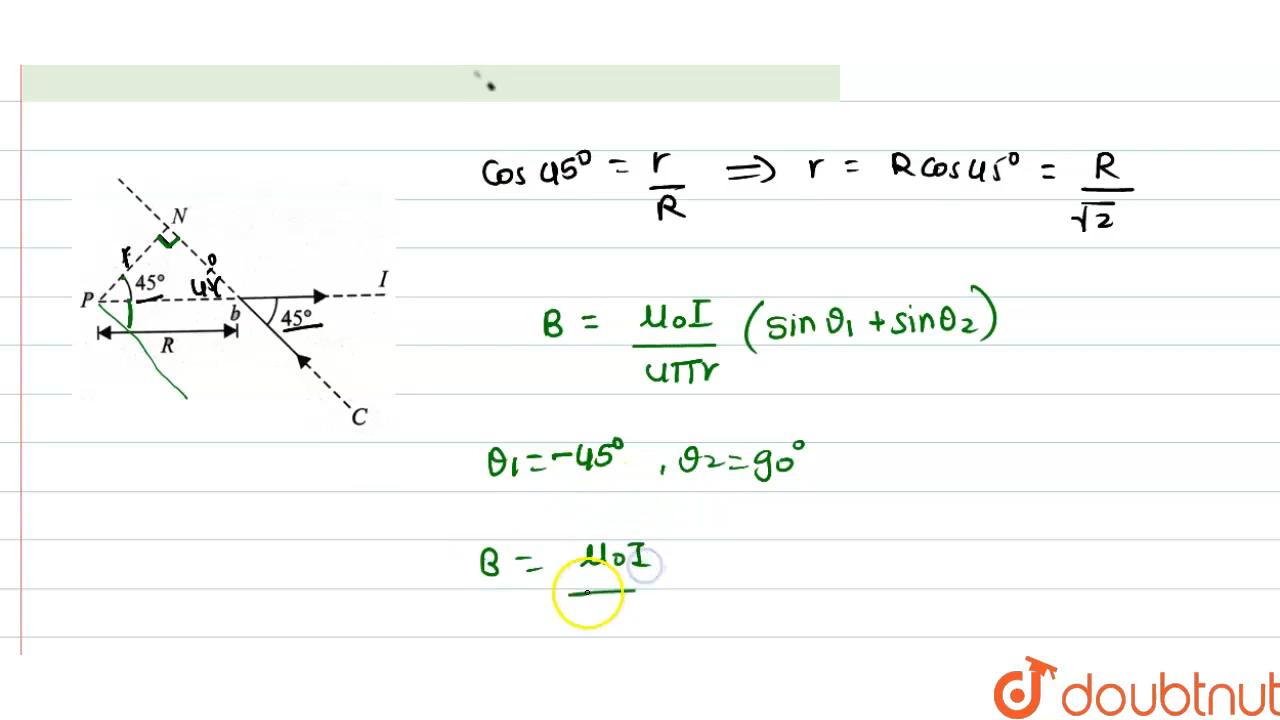 cos 45° = r/R ⟹ r = R cos 45° = R/√2
N
r
45°
45°
P
b
I
45°
R
C
B = μ₀I/4πr (sin θ₁ + sin θ₂)
θ₁ = -45° , θ₂ = 90°
B = μ₀I
doubtnut